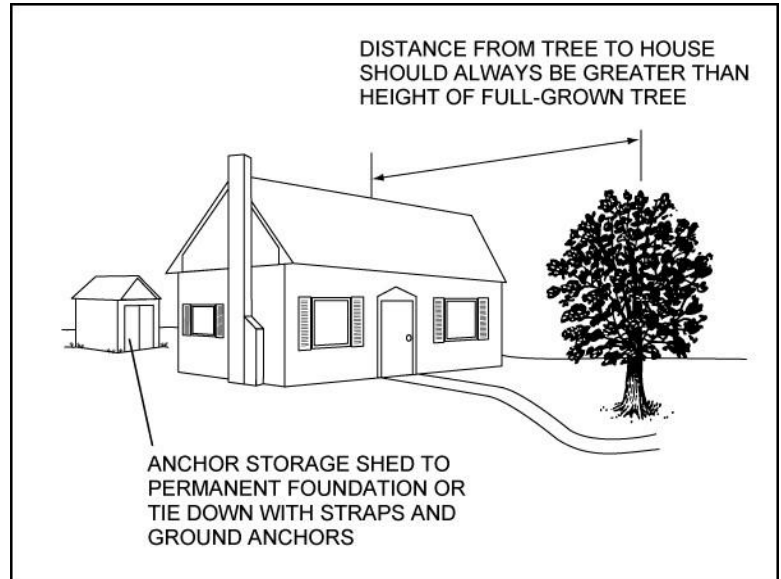 DISTANCE FROM TREE TO HOUSE
SHOULD ALWAYS BE GREATER THAN
HEIGHT OF FULL-GROWN TREE
ANCHOR STORAGE SHED TO
PERMANENT FOUNDATION OR
TIE DOWN WITH STRAPS AND
GROUND ANCHORS